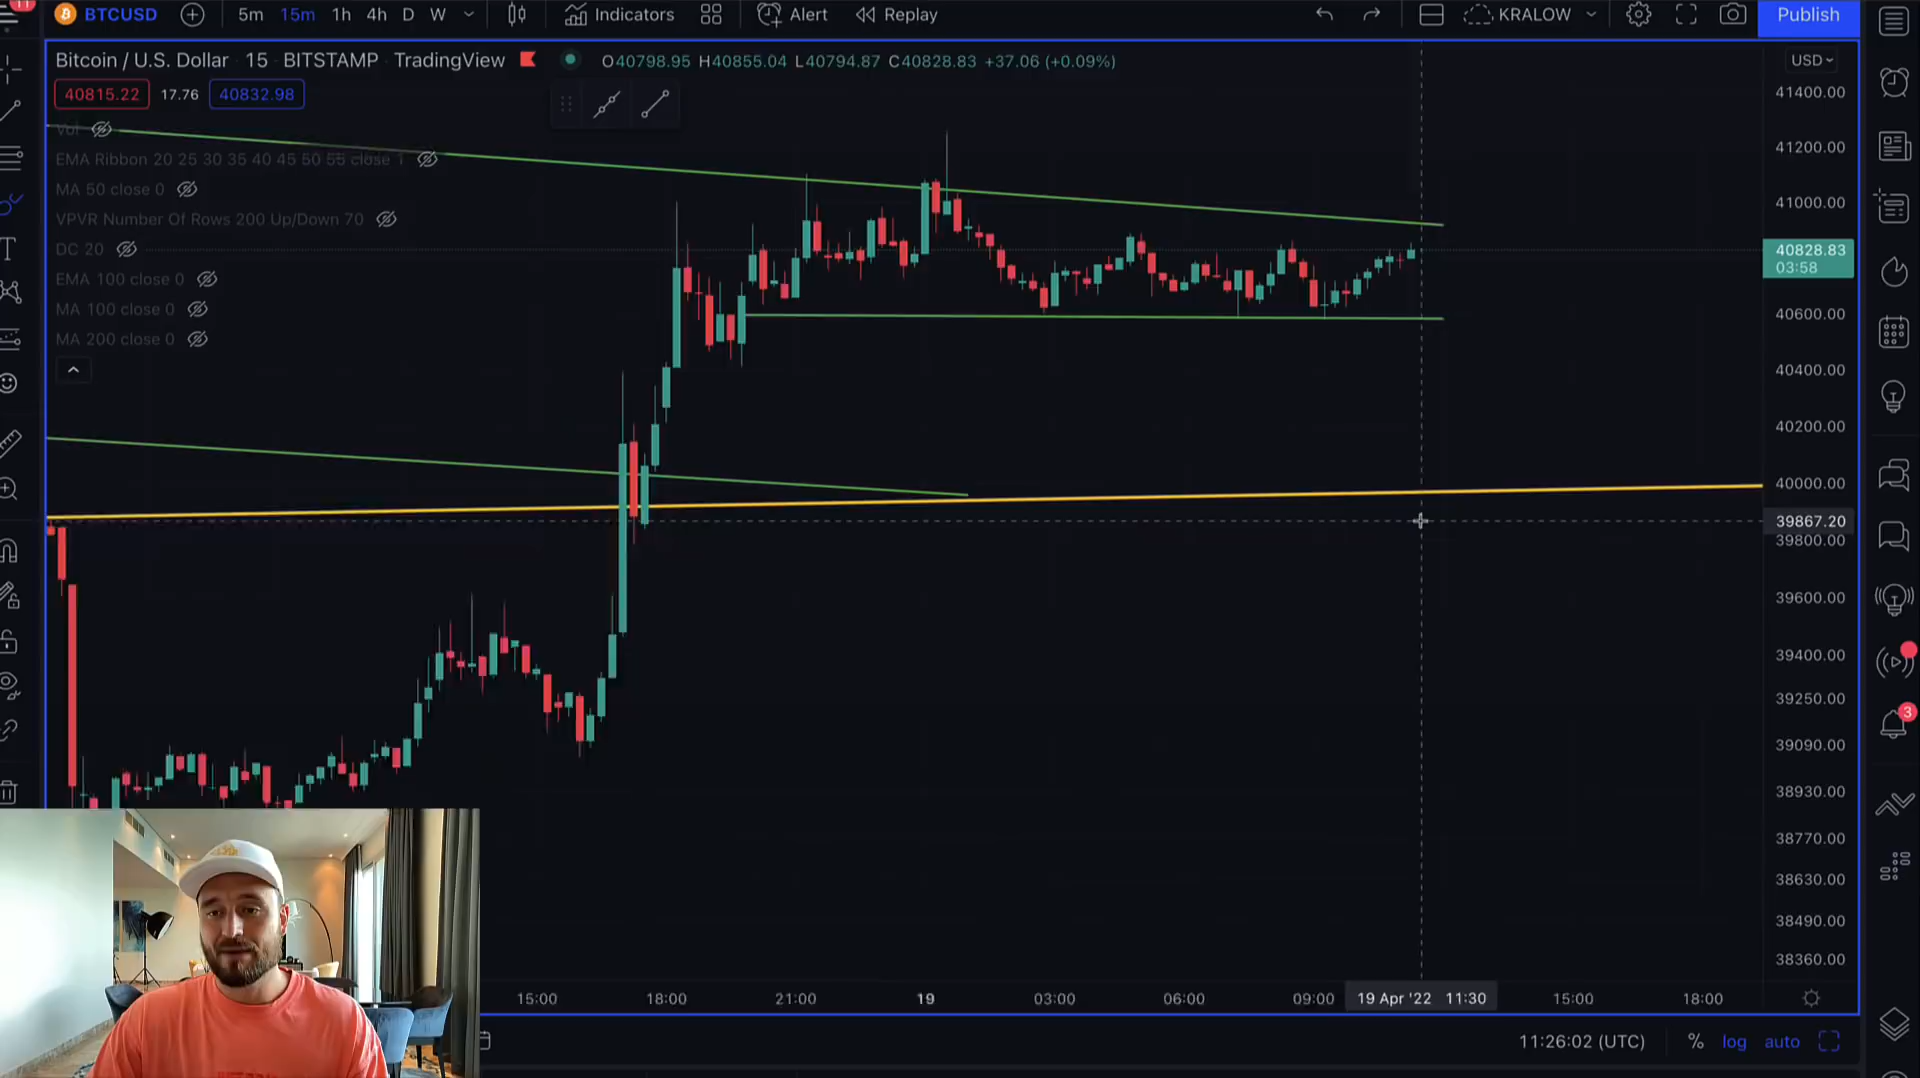 11
BTCUSD 5m 15m 1h 4h D W Indicators Alert Replay KRALOW Publish
Bitcoin / U.S. Dollar 15 BITSTAMP TradingView O40798.95 H40855.04 L40794.87 C40828.83 +37.06 (+0.09%)
USD
40815.22 17.76 40832.98
Vol
EMA Ribbon 20 25 30 35 40 45 50 55 close 1
MA 50 close 0
VPVR Number Of Rows 200 Up/Down 70
DC 20
EMA 100 close 0
MA 100 close 0
MA 200 close 0
41400.00
41200.00
41000.00
40828.83
03:58
40600.00
40400.00
40200.00
40000.00
39867.20
39800.00
39600.00
39400.00
39250.00
39090.00
38930.00
38770.00
38630.00
38490.00
38360.00
3
15:00 18:00 21:00 19 03:00 06:00 09:00 19 Apr '22 11:30 15:00 18:00
11:26:02 (UTC) % log auto